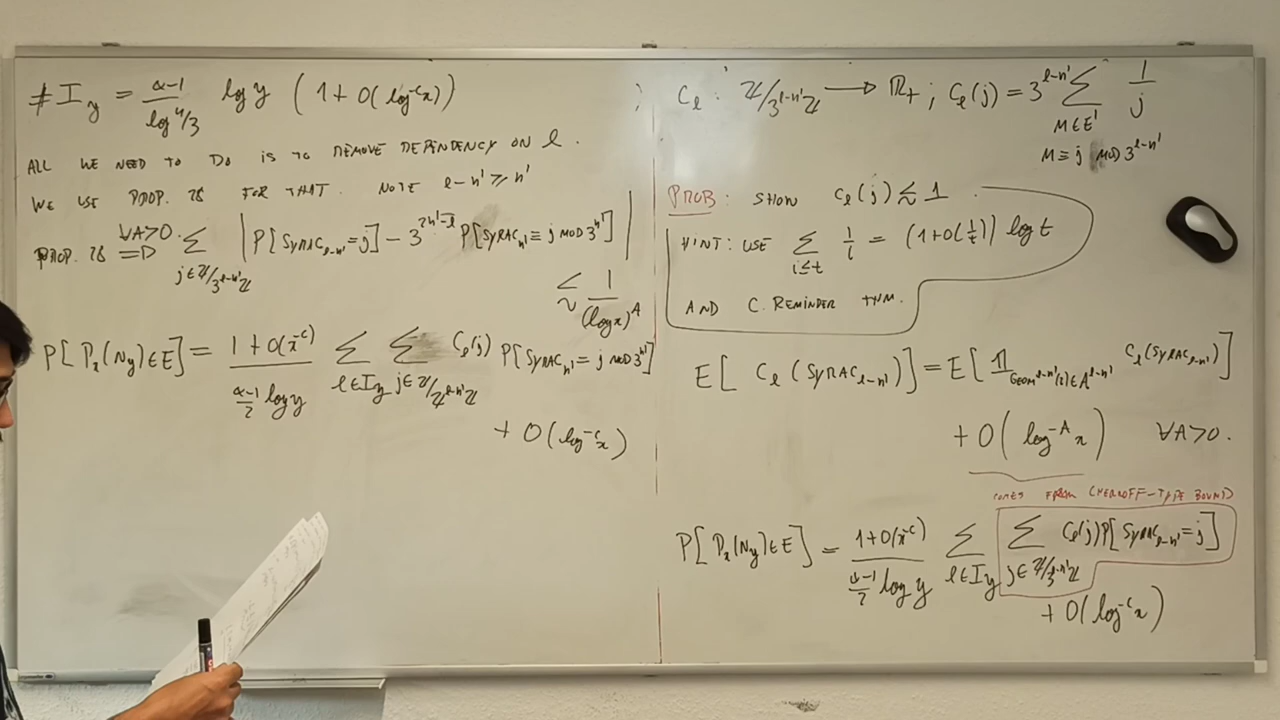 # I_y = (α-1)/(log 4/3) log y (1 + O(log^{-c} x))
ALL WE NEED TO DO IS TO REMOVE DEPENDENCY ON l.
WE USE PROP. 28 FOR THAT. NOTE l-n' ≥ n'
PROP. 28 ⇒ ∀A>0. Σ_{j∈ℤ/3^{l-n'}ℤ} |P[SYRAC_{l-n'} = j] - 3^{2n'-l} P[SYRAC_{n'} ≡ j MOD 3^{n'}]|
≲ 1/(log x)^A
P[P_x(N_y)∈E] = (1+O(x^{-c}))/((α-1)/2 log y) Σ_{l∈I_y} Σ_{j∈ℤ/2^{l-n'}ℤ} C_l(j) P[SYRAC_{n'} = j MOD 3^{n'}]
+ O(log^{-c} x)
; C_l : ℤ/3^{l-n'}ℤ → ℝ_+ ; C_l(j) = 3^{l-n'} Σ 1/j
M∈E'
M ≡ j MOD 3^{l-n'}
PROB: SHOW C_l(j) ≲ 1.
HINT: USE Σ_{i≤t} 1/i = (1+O(1/t)) log t
AND C. REMINDER THM.
E[C_l(SYRAC_{l-n'})] = E[𝟙_{GEOM^{l-n'}(2)∈A^{l-n'}} C_l(SYRAC_{l-n'})]
+ O(log^{-A} x) ∀A>0.
COMES FROM CHERNOFF-TYPE BOUND
P[P_x(N_y)∈E] = (1+O(x^{-c}))/((α-1)/2 log y) Σ_{l∈I_y} Σ_{j∈ℤ/3^{l-n'}ℤ} C_l(j) P[SYRAC_{l-n'} = j]
+ O(log^{-c} x)